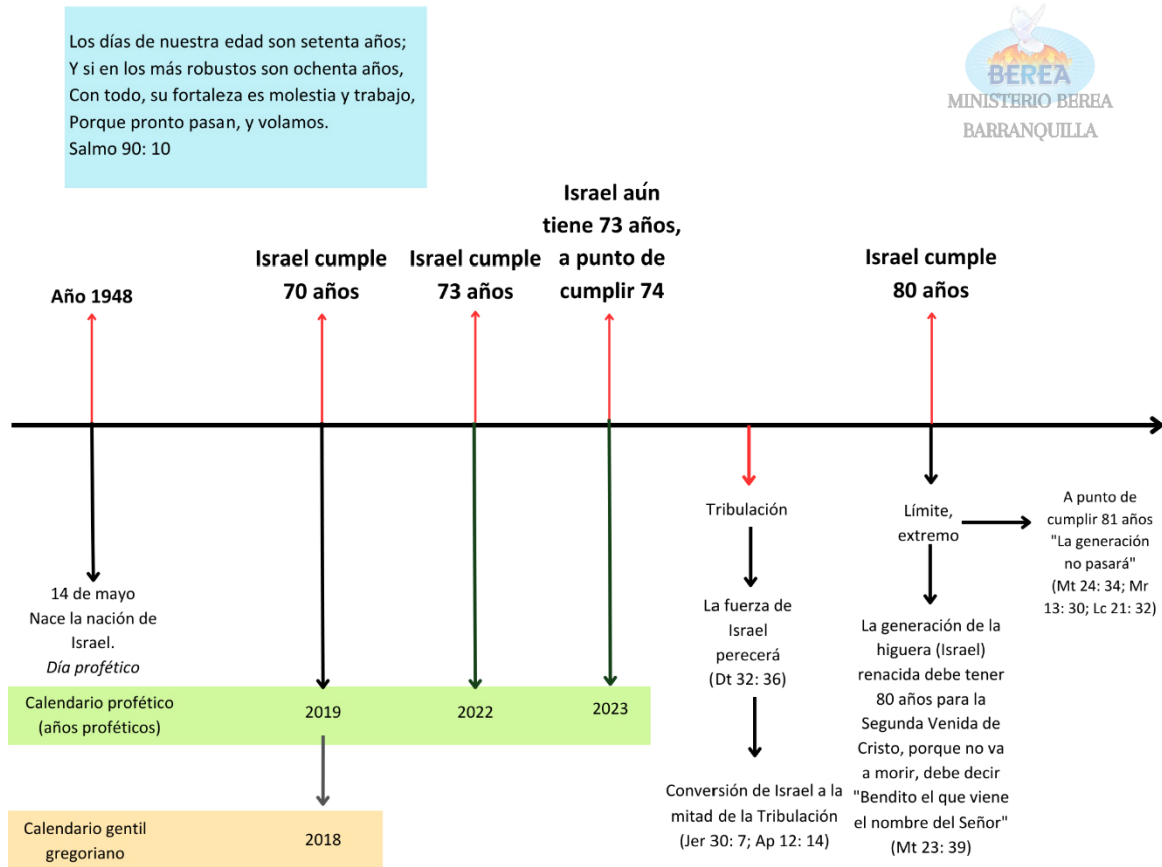 Los días de nuestra edad son setenta años;
Y si en los más robustos son ochenta años,
Con todo, su fortaleza es molestia y trabajo,
Porque pronto pasan, y volamos.
Salmo 90: 10
BEREA
MINISTERIO BEREA
BARRANQUILLA
Año 1948
Israel cumple
70 años
Israel cumple
73 años
Israel aún
tiene 73 años,
a punto de
cumplir 74
Israel cumple
80 años
14 de mayo
Nace la nación de
Israel.
Día profético
Tribulación
La fuerza de
Israel
perecerá
(Dt 32: 36)
Conversión de Israel a la
mitad de la Tribulación
(Jer 30: 7; Ap 12: 14)
Límite,
extremo
La generación de la
higuera (Israel)
renacida debe tener
80 años para la
Segunda Venida de
Cristo, porque no va
a morir, debe decir
"Bendito el que viene
el nombre del Señor"
(Mt 23: 39)
A punto de
cumplir 81 años
"La generación
no pasará"
(Mt 24: 34; Mr
13: 30; Lc 21: 32)
Calendario profético
(años proféticos)
2019
2022
2023
Calendario gentil
gregoriano
2018